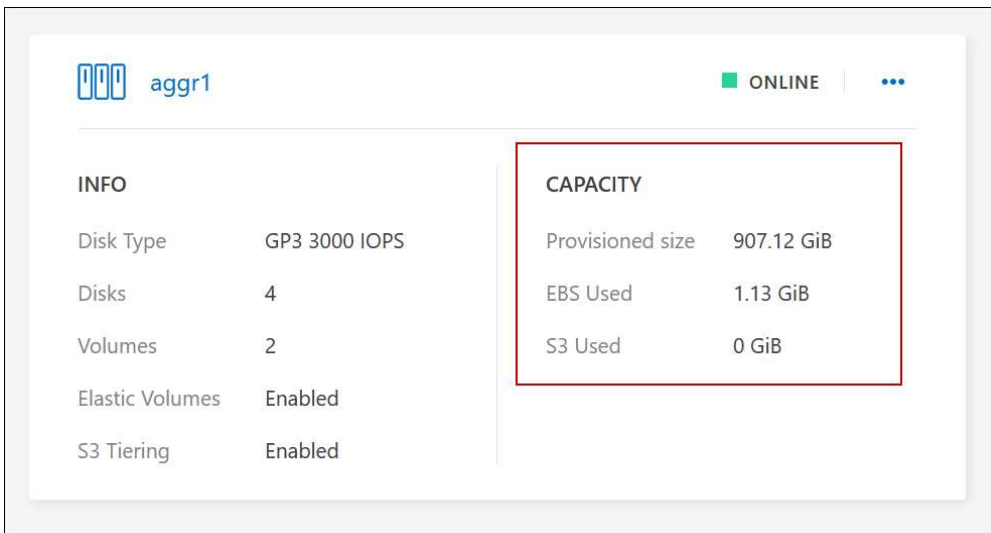 aggr1
ONLINE
INFO
Disk Type GP3 3000 IOPS
Disks 4
Volumes 2
Elastic Volumes Enabled
S3 Tiering Enabled
CAPACITY
Provisioned size 907.12 GiB
EBS Used 1.13 GiB
S3 Used 0 GiB